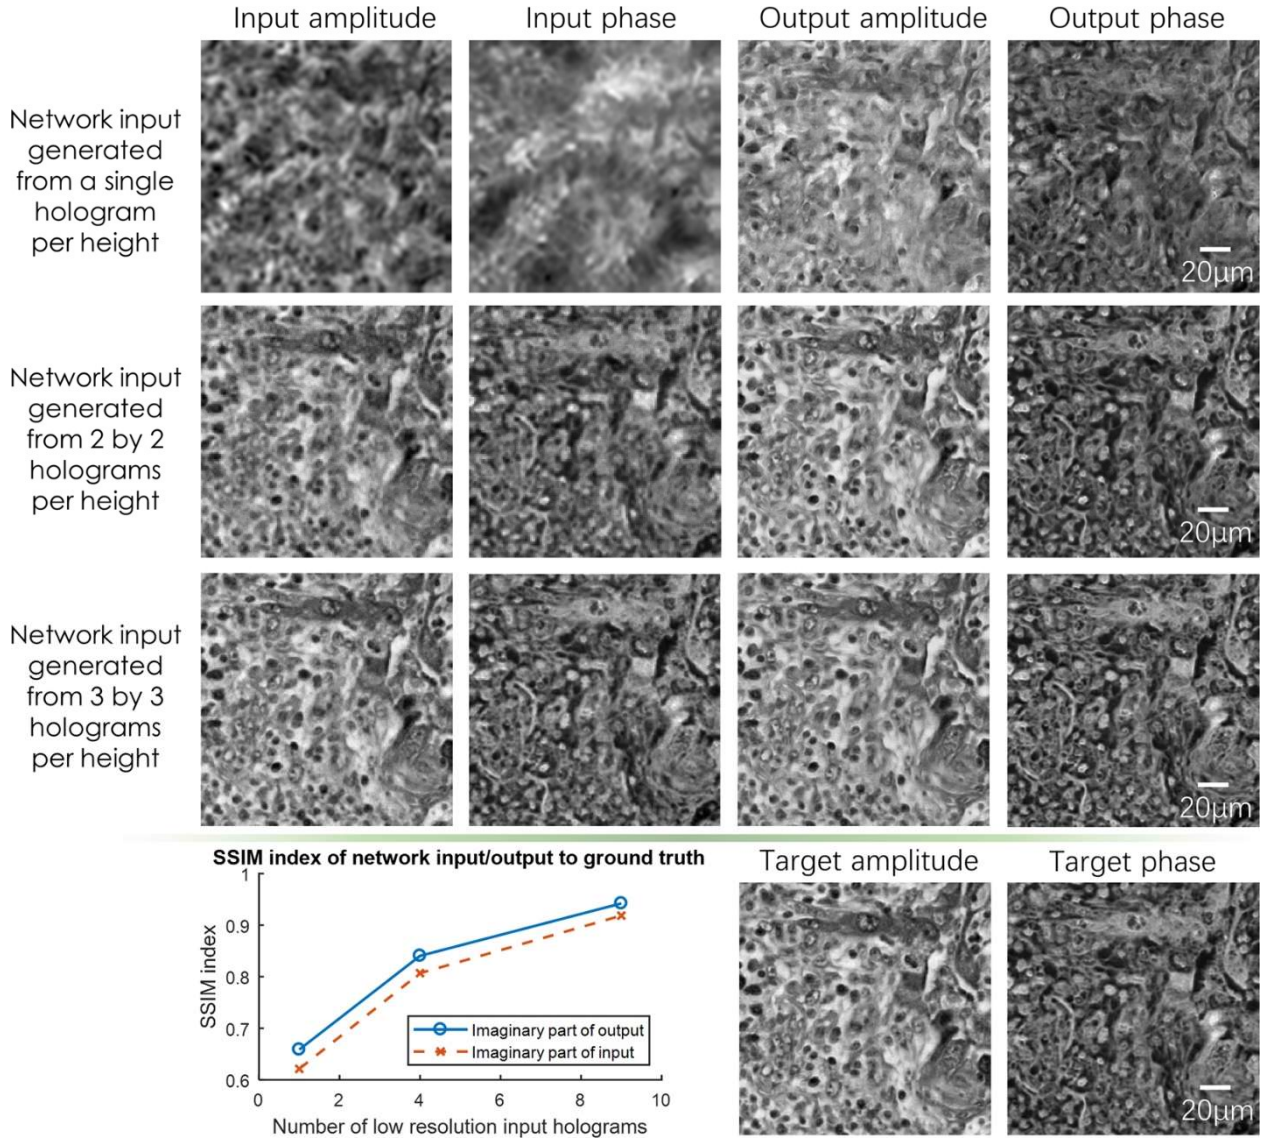 Input amplitude
Input phase
Output amplitude
Output phase
Network input
generated
from a single
hologram
per height
20μm
Network input
generated
from 2 by 2
holograms
per height
20μm
Network input
generated
from 3 by 3
holograms
per height
20μm
SSIM index of network input/output to ground truth
1
0.9
0.8
0.7
0.6
SSIM index
0
2
4
6
8
10
Number of low resolution input holograms
Imaginary part of output
Imaginary part of input
Target amplitude
Target phase
20μm